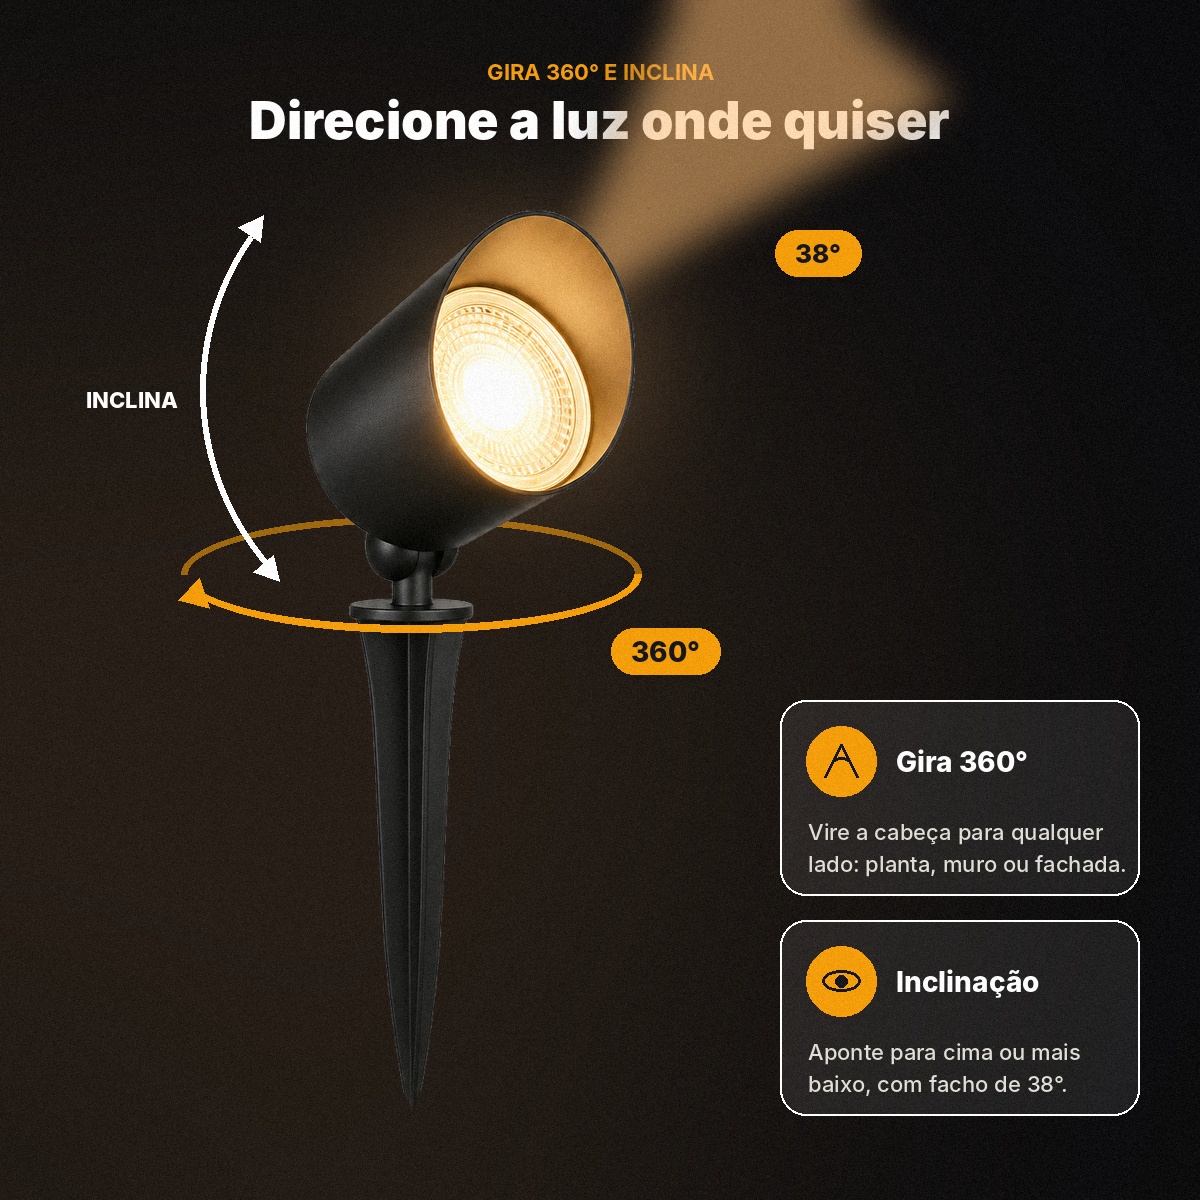 GIRA 360° E INCLINA
Direcione a luz onde quiser
38°
INCLINA
360°
Gira 360°
Vire a cabeça para qualquer
lado: planta, muro ou fachada.
Inclinação
Aponte para cima ou mais
baixo, com facho de 38°.